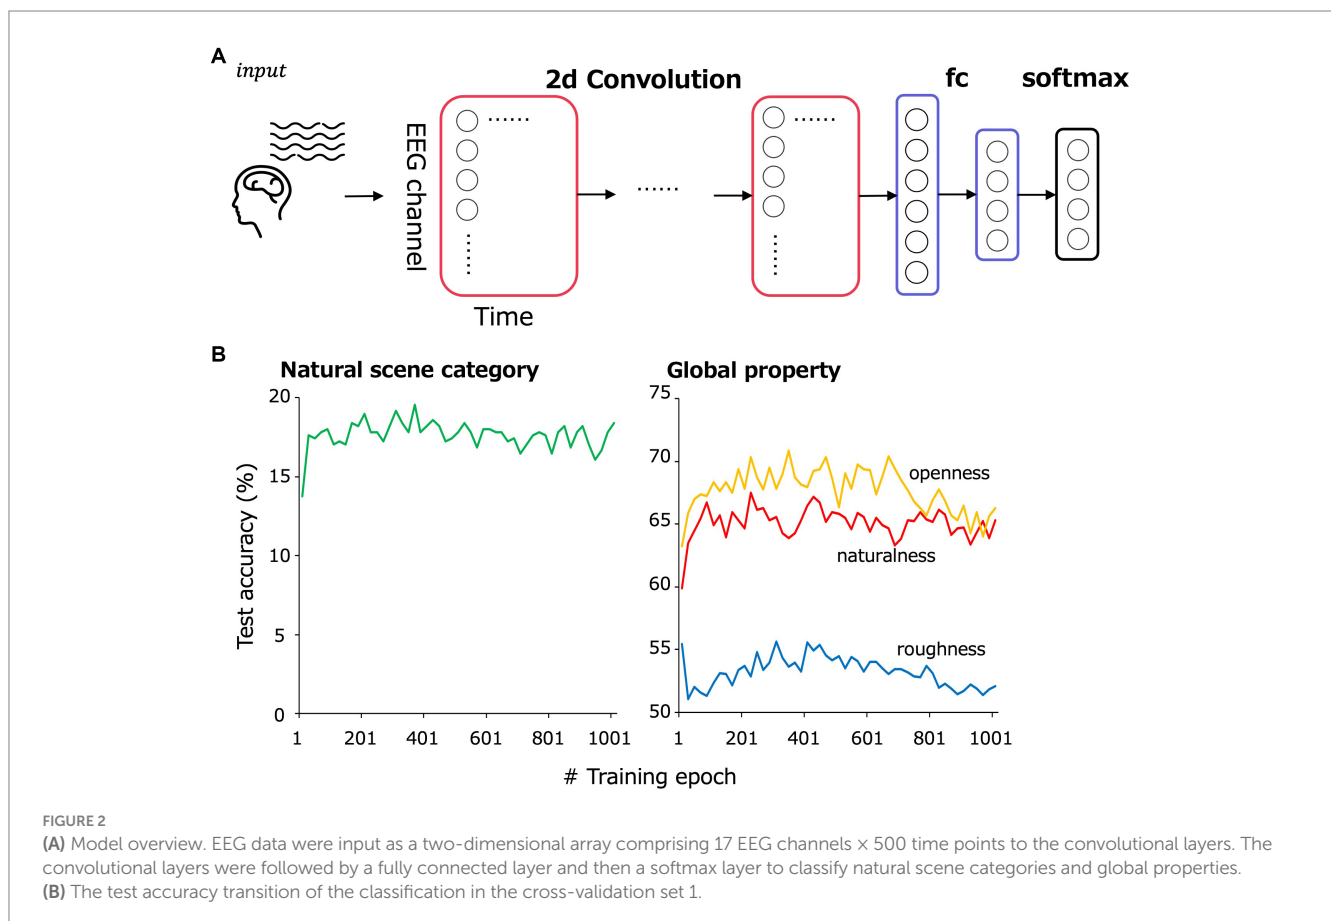 A
input
2d Convolution
fc
softmax
EEG channel
......
......
......
......
......
Time
B
Natural scene category
Global property
Test accuracy (%)
20
15
10
5
0
1
201
401
601
801
1001
75
70
65
60
55
50
openness
naturalness
roughness
1
201
401
601
801
1001
# Training epoch
FIGURE 2
(A) Model overview. EEG data were input as a two-dimensional array comprising 17 EEG channels × 500 time points to the convolutional layers. The
convolutional layers were followed by a fully connected layer and then a softmax layer to classify natural scene categories and global properties.
(B) The test accuracy transition of the classification in the cross-validation set 1.